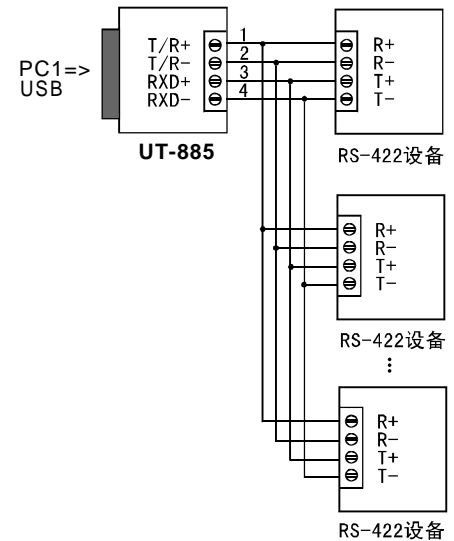 PC1=>
USB
T/R+
T/R-
RXD+
RXD-
1
2
3
4
UT-885
R+
R-
T+
T-
RS-422设备
R+
R-
T+
T-
RS-422设备
R+
R-
T+
T-
RS-422设备